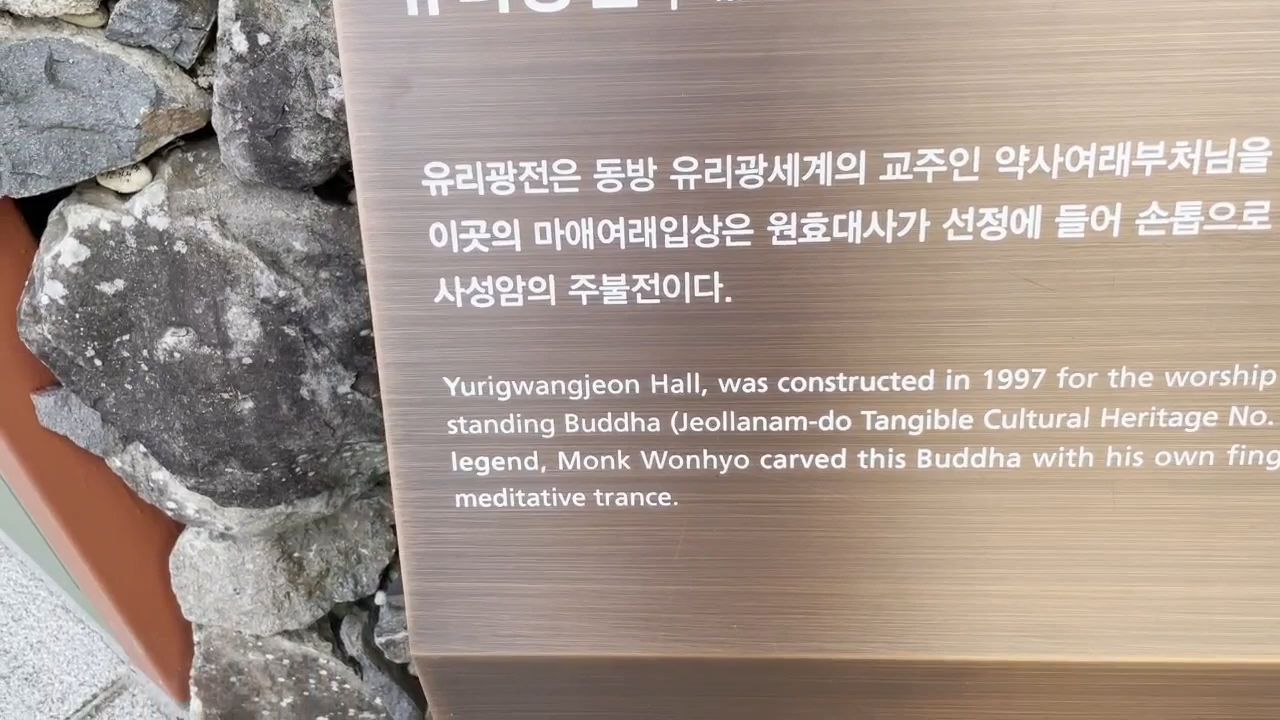 유리광전은 동방 유리광세계의 교주인 약사여래부처님을
이곳의 마애여래입상은 원효대사가 선정에 들어 손톱으로
사성암의 주불전이다.
Yurigwangjeon Hall, was constructed in 1997 for the worship
standing Buddha (Jeollanam-do Tangible Cultural Heritage No.
legend, Monk Wonhyo carved this Buddha with his own fing
meditative trance.